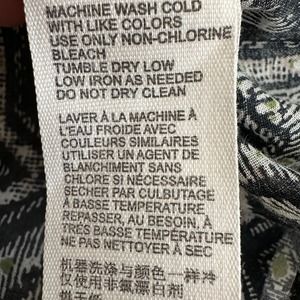 MACHINE WASH COLD
WITH LIKE COLORS
USE ONLY NON-CHLORINE
BLEACH
TUMBLE DRY LOW
LOW IRON AS NEEDED
DO NOT DRY CLEAN
LAVER À LA MACHINE À
L'EAU FROIDE AVEC
COULEURS SIMILAIRES
UTILISER UN AGENT DE
BLANCHIMENT SANS
CHLORE SI NÉCESSAIRE
SECHER PAR CULBUTAGE
À BASSE TEMPERATURE
REPASSER, AU BESOIN, À
TRÈS BASSE TEMPÉRATURE
NE PAS NETTOYER À SEC
机器洗涤与颜色一样冷
仅使用非氯漂白剂